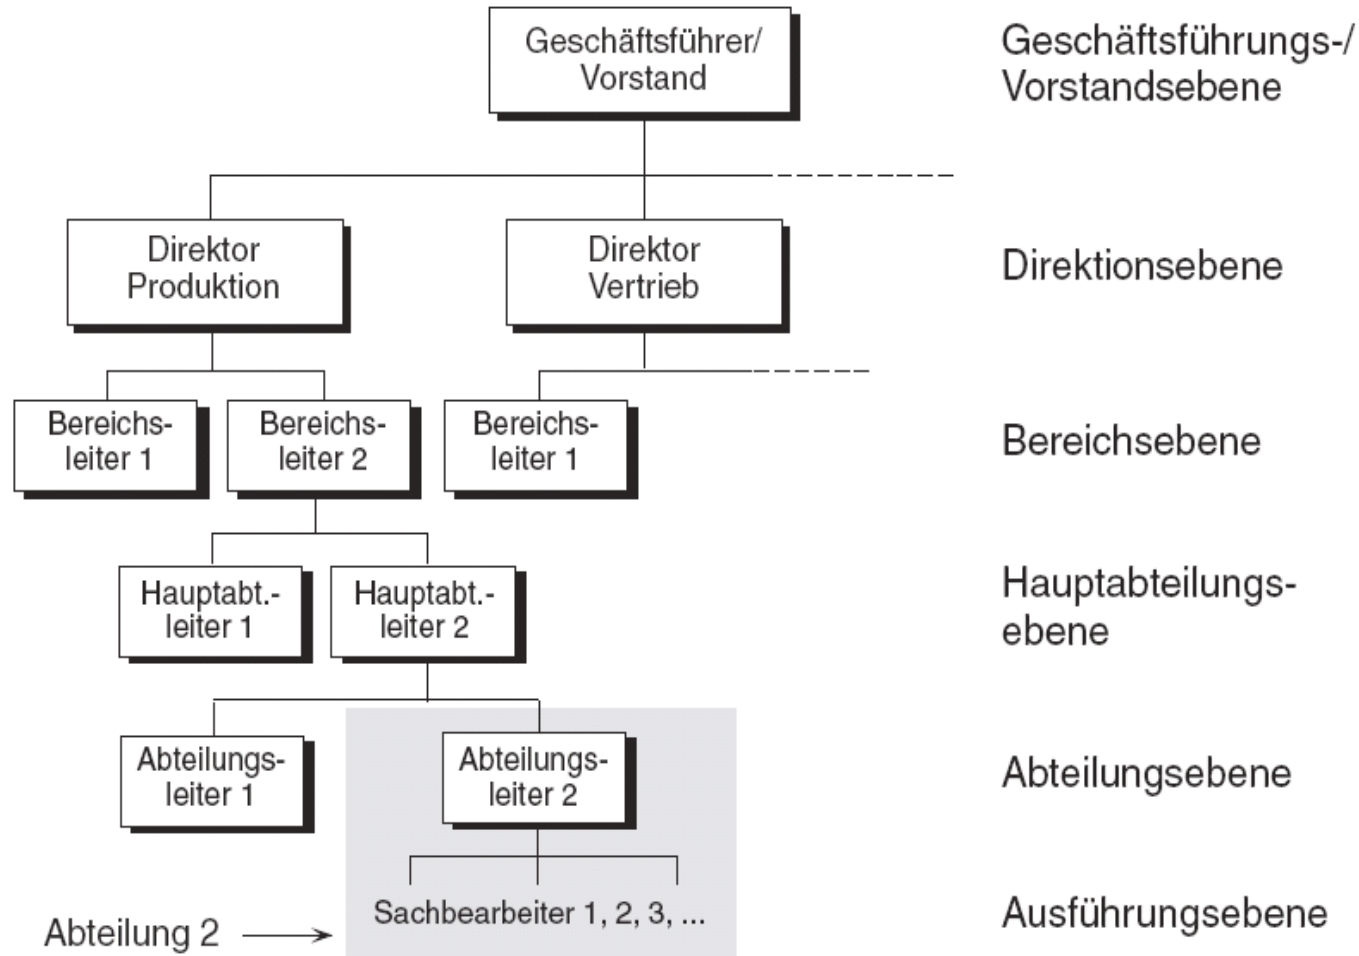 Geschäftsführer/
Vorstand
Geschäftsführungs-/
Vorstandsebene
Direktor
Produktion
Direktor
Vertrieb
Direktionsebene
Bereichs-
leiter 1
Bereichs-
leiter 2
Bereichs-
leiter 1
Bereichsebene
Hauptabt.-
leiter 1
Hauptabt.-
leiter 2
Hauptabteilungs-
ebene
Abteilungs-
leiter 1
Abteilungs-
leiter 2
Abteilungsebene
Sachbearbeiter 1, 2, 3, ...
Ausführungsebene
Abteilung 2